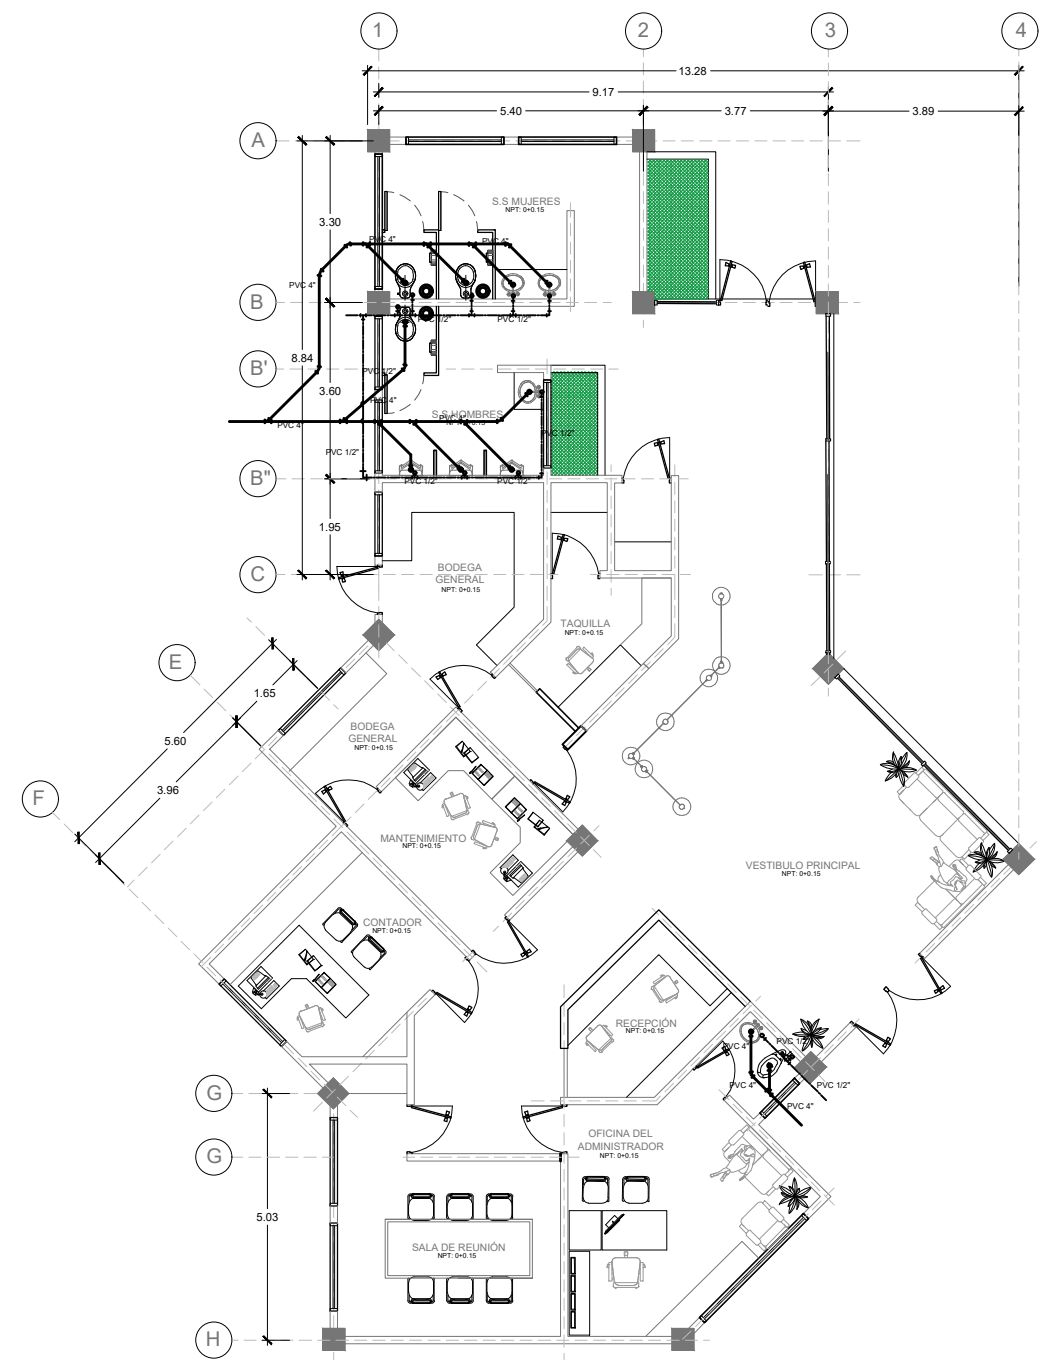 1
2
3
4
13.28
9.17
5.40
3.77
3.89
A
S.S MUJERES
NPT: 0+0.15
3.30
PVC 4"
PVC 4"
PVC 4"
B
PVC 1/2"
PVC 1/2"
8.84
B'
PVC 1/2"
3.60
PVC 4"
S.S HOMBRES
PVC 4"
PVC 4"
PVC 1/2"
PVC 1/2"
B"
PVC 1/2"
PVC 1/2"
1.95
C
BODEGA
GENERAL
NPT: 0+0.15
TAQUILLA
NPT: 0+0.15
E
1.65
5.60
BODEGA
GENERAL
NPT: 0+0.15
3.96
F
MANTENIMIENTO
NPT: 0+0.15
VESTIBULO PRINCIPAL
NPT: 0+0.15
CONTADOR
NPT: 0+0.15
RECEPCIÓN
NPT: 0+0.15
PVC 4"
PVC 1/2"
PVC 4"
PVC 1/2"
PVC 4"
G
OFICINA DEL
ADMINISTRADOR
NPT: 0+0.15
G
5.03
SALA DE REUNIÓN
NPT: 0+0.15
H